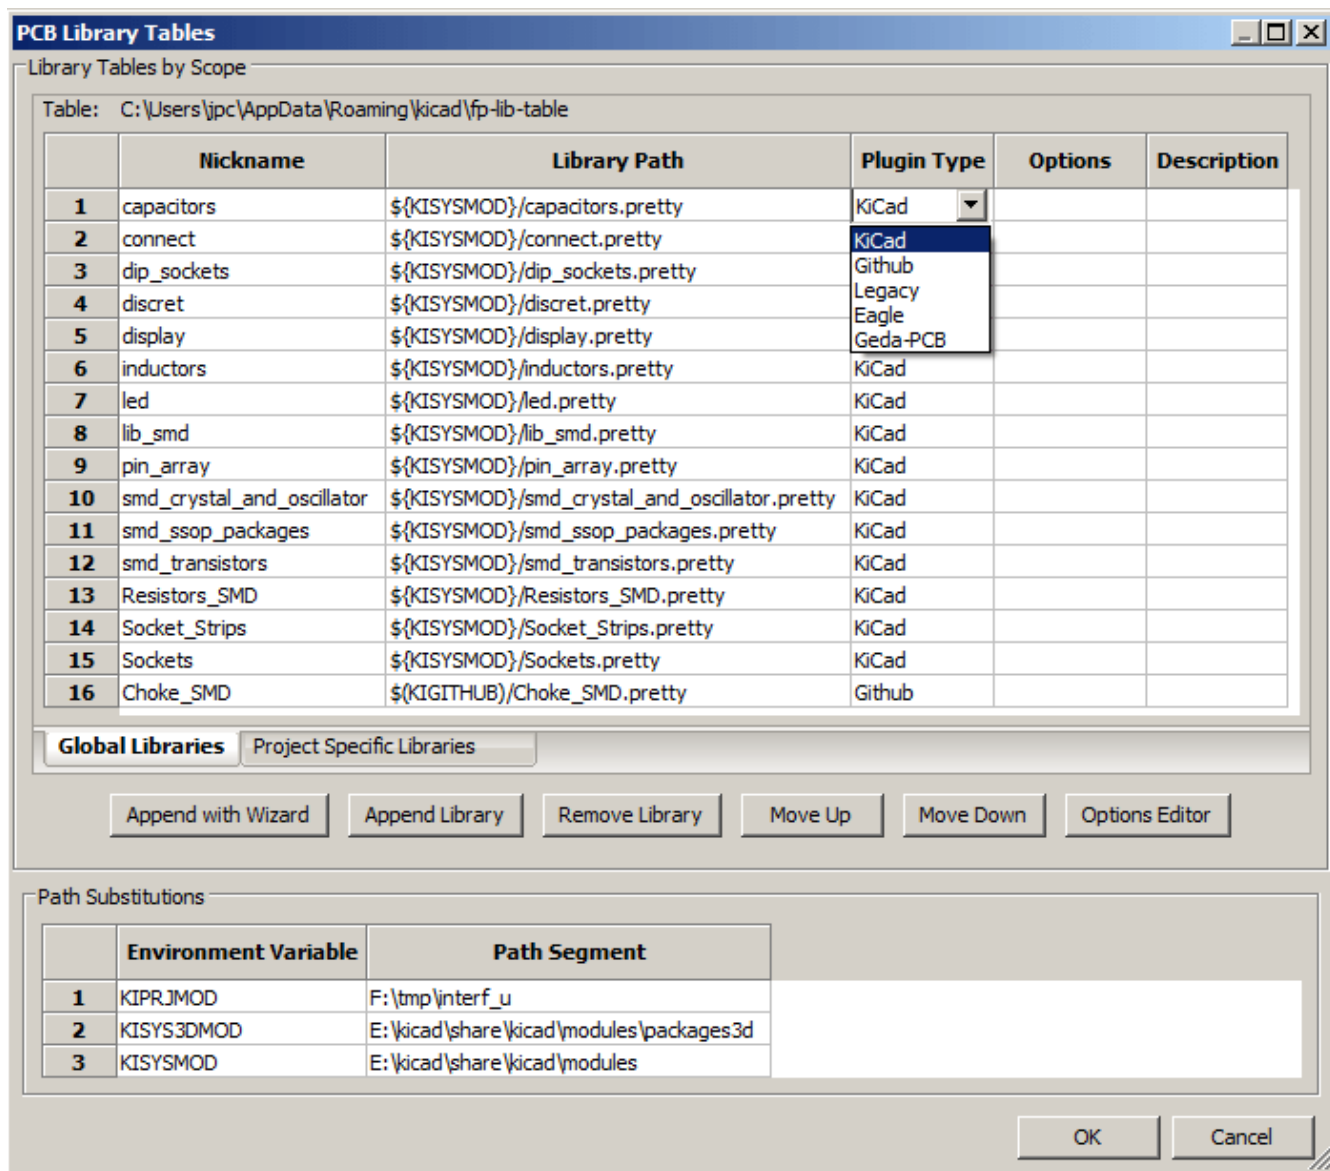 PCB Library Tables
Library Tables by Scope
Table: C:\Users\jpc\AppData\Roaming\kicad\fp-lib-table
Nickname Library Path Plugin Type Options Description
1 capacitors ${KISYSMOD}/capacitors.pretty KiCad
2 connect ${KISYSMOD}/connect.pretty KiCad
3 dip_sockets ${KISYSMOD}/dip_sockets.pretty Github
4 discret ${KISYSMOD}/discret.pretty Legacy
5 display ${KISYSMOD}/display.pretty Eagle
Geda-PCB
6 inductors ${KISYSMOD}/inductors.pretty KiCad
7 led ${KISYSMOD}/led.pretty KiCad
8 lib_smd ${KISYSMOD}/lib_smd.pretty KiCad
9 pin_array ${KISYSMOD}/pin_array.pretty KiCad
10 smd_crystal_and_oscillator ${KISYSMOD}/smd_crystal_and_oscillator.pretty KiCad
11 smd_ssop_packages ${KISYSMOD}/smd_ssop_packages.pretty KiCad
12 smd_transistors ${KISYSMOD}/smd_transistors.pretty KiCad
13 Resistors_SMD ${KISYSMOD}/Resistors_SMD.pretty KiCad
14 Socket_Strips ${KISYSMOD}/Socket_Strips.pretty KiCad
15 Sockets ${KISYSMOD}/Sockets.pretty KiCad
16 Choke_SMD $(KIGITHUB)/Choke_SMD.pretty Github
Global Libraries Project Specific Libraries
Append with Wizard Append Library Remove Library Move Up Move Down Options Editor
Path Substitutions
Environment Variable Path Segment
1 KIPRJMOD F:\tmp\interf_u
2 KISYS3DMOD E:\kicad\share\kicad\modules\packages3d
3 KISYSMOD E:\kicad\share\kicad\modules
OK Cancel